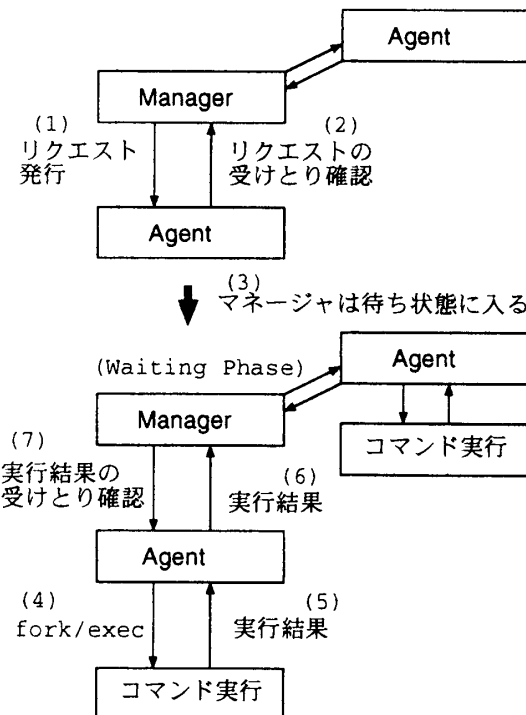 Agent
Manager
(1)
リクエスト
発行
(2)
リクエストの
受けとり確認
Agent
(3)
マネージャは待ち状態に入る
(Waiting Phase)
Agent
Manager
コマンド実行
(7)
実行結果の
受けとり確認
(6)
実行結果
Agent
(4)
fork/exec
(5)
実行結果
コマンド実行